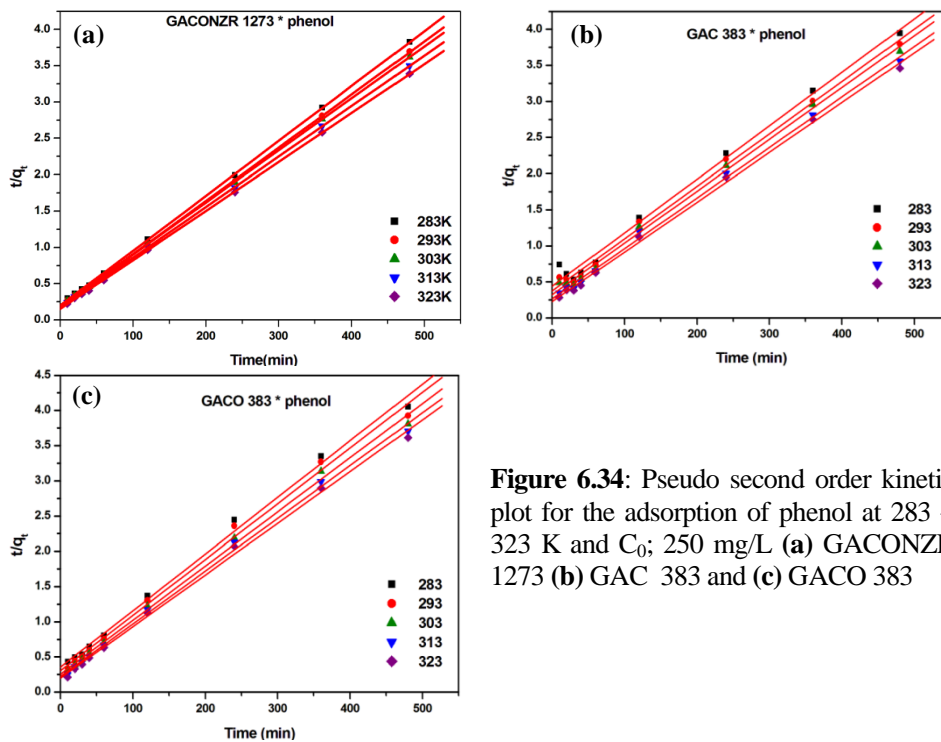 (a)
GACONZR 1273 * phenol
4.0
3.5
3.0
2.5
2.0
1.5
1.0
0.5
0.0
t/qt
283K
293K
303K
313K
323K
0 100 200 300 400 500
Time(min)
(b)
GAC 383 * phenol
4.0
3.5
3.0
2.5
2.0
1.5
1.0
0.5
0.0
t/qt
283
293
303
313
323
0 100 200 300 400 500
Time (min)
(c)
GACO 383 * phenol
4.5
4.0
3.5
3.0
2.5
2.0
1.5
1.0
0.5
0.0
t/qt
283
293
303
313
323
0 100 200 300 400 500
Time (min)
Figure 6.34: Pseudo second order kineti
plot for the adsorption of phenol at 283
323 K and C0; 250 mg/L (a) GACONZ
1273 (b) GAC 383 and (c) GACO 383